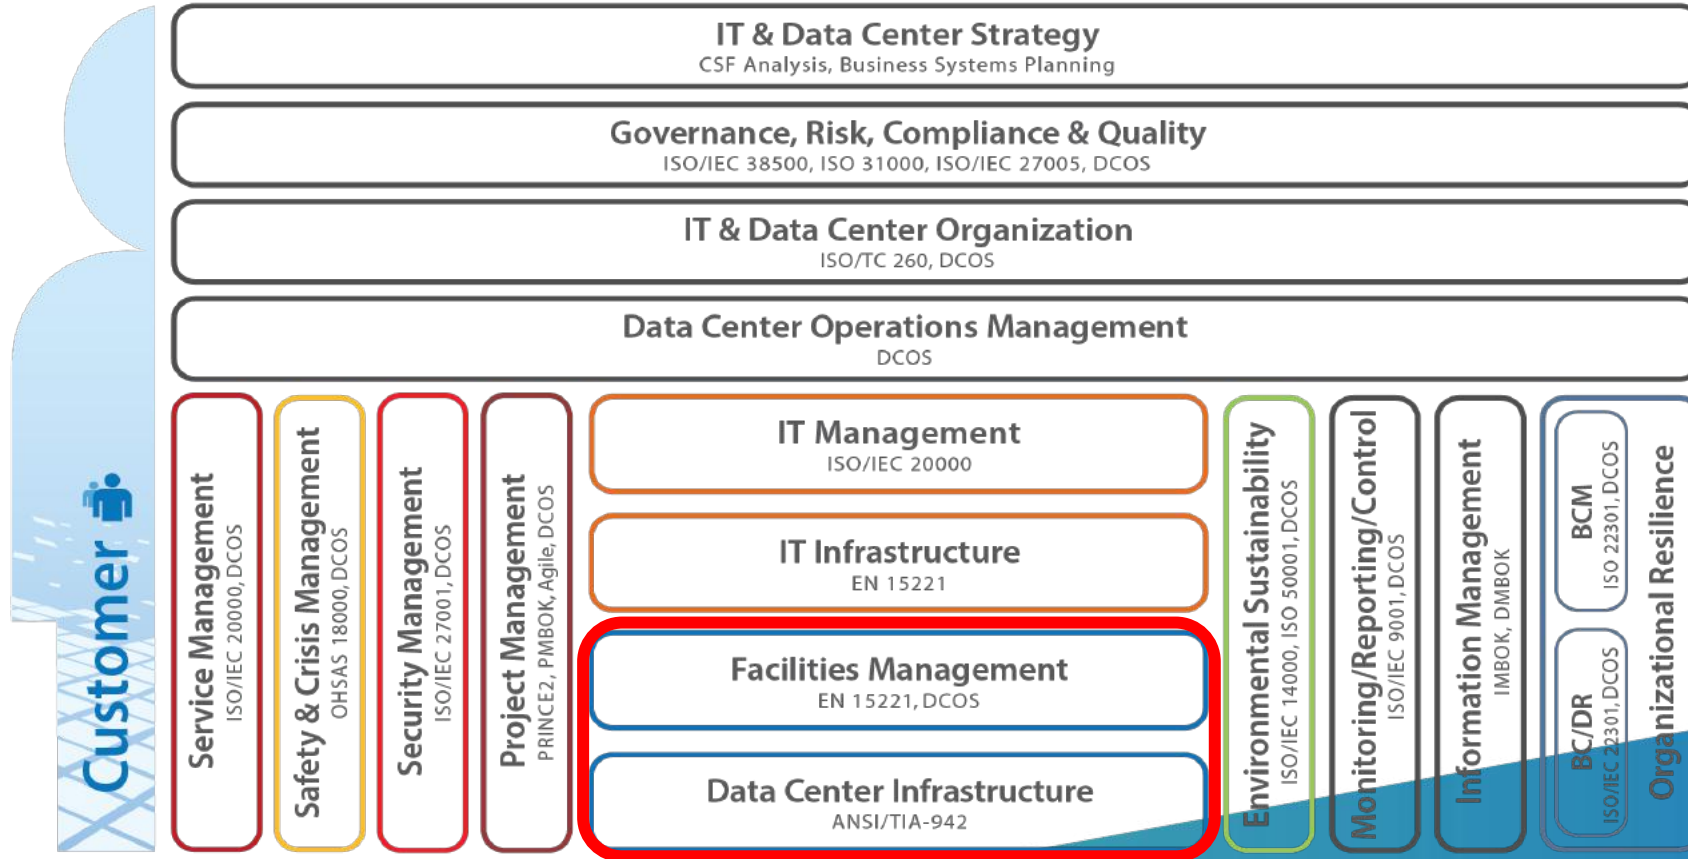 IT & Data Center Strategy
CSF Analysis, Business Systems Planning
Governance, Risk, Compliance & Quality
ISO/IEC 38500, ISO 31000, ISO/IEC 27005, DCOS
IT & Data Center Organization
ISO/TC 260, DCOS
Data Center Operations Management
DCOS
Customer
Service Management
ISO/IEC 20000, DCOS
Safety & Crisis Management
OHSAS 18000, DCOS
Security Management
ISO/IEC 27001, DCOS
Project Management
PRINCE2, PMBOK, Agile, DCOS
IT Management
ISO/IEC 20000
IT Infrastructure
EN 15221
Facilities Management
EN 15221, DCOS
Data Center Infrastructure
ANSI/TIA-942
Environmental Sustainability
ISO/IEC 14000, ISO 50001, DCOS
Monitoring/Reporting/Control
ISO/IEC 9001, DCOS
Information Management
IMBOK, DMBOK
BCM
ISO 22301, DCOS
BC/DR
ISO/IEC 22301, DCOS
Organizational Resilience